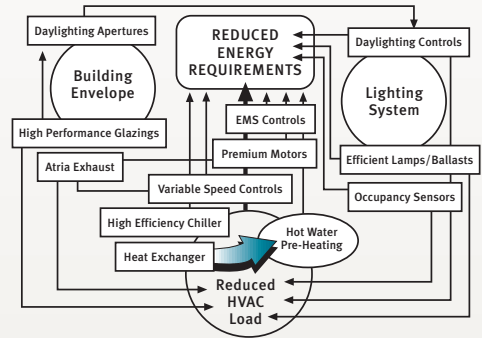 Daylighting Apertures
REDUCED
ENERGY
REQUIREMENTS
Daylighting Controls
Building
Envelope
Lighting
System
EMS Controls
High Performance Glazings
Premium Motors
Atria Exhaust
Efficient Lamps/Ballasts
Variable Speed Controls
Occupancy Sensors
High Efficiency Chiller
Hot Water
Pre-Heating
Heat Exchanger
Reduced
HVAC
Load